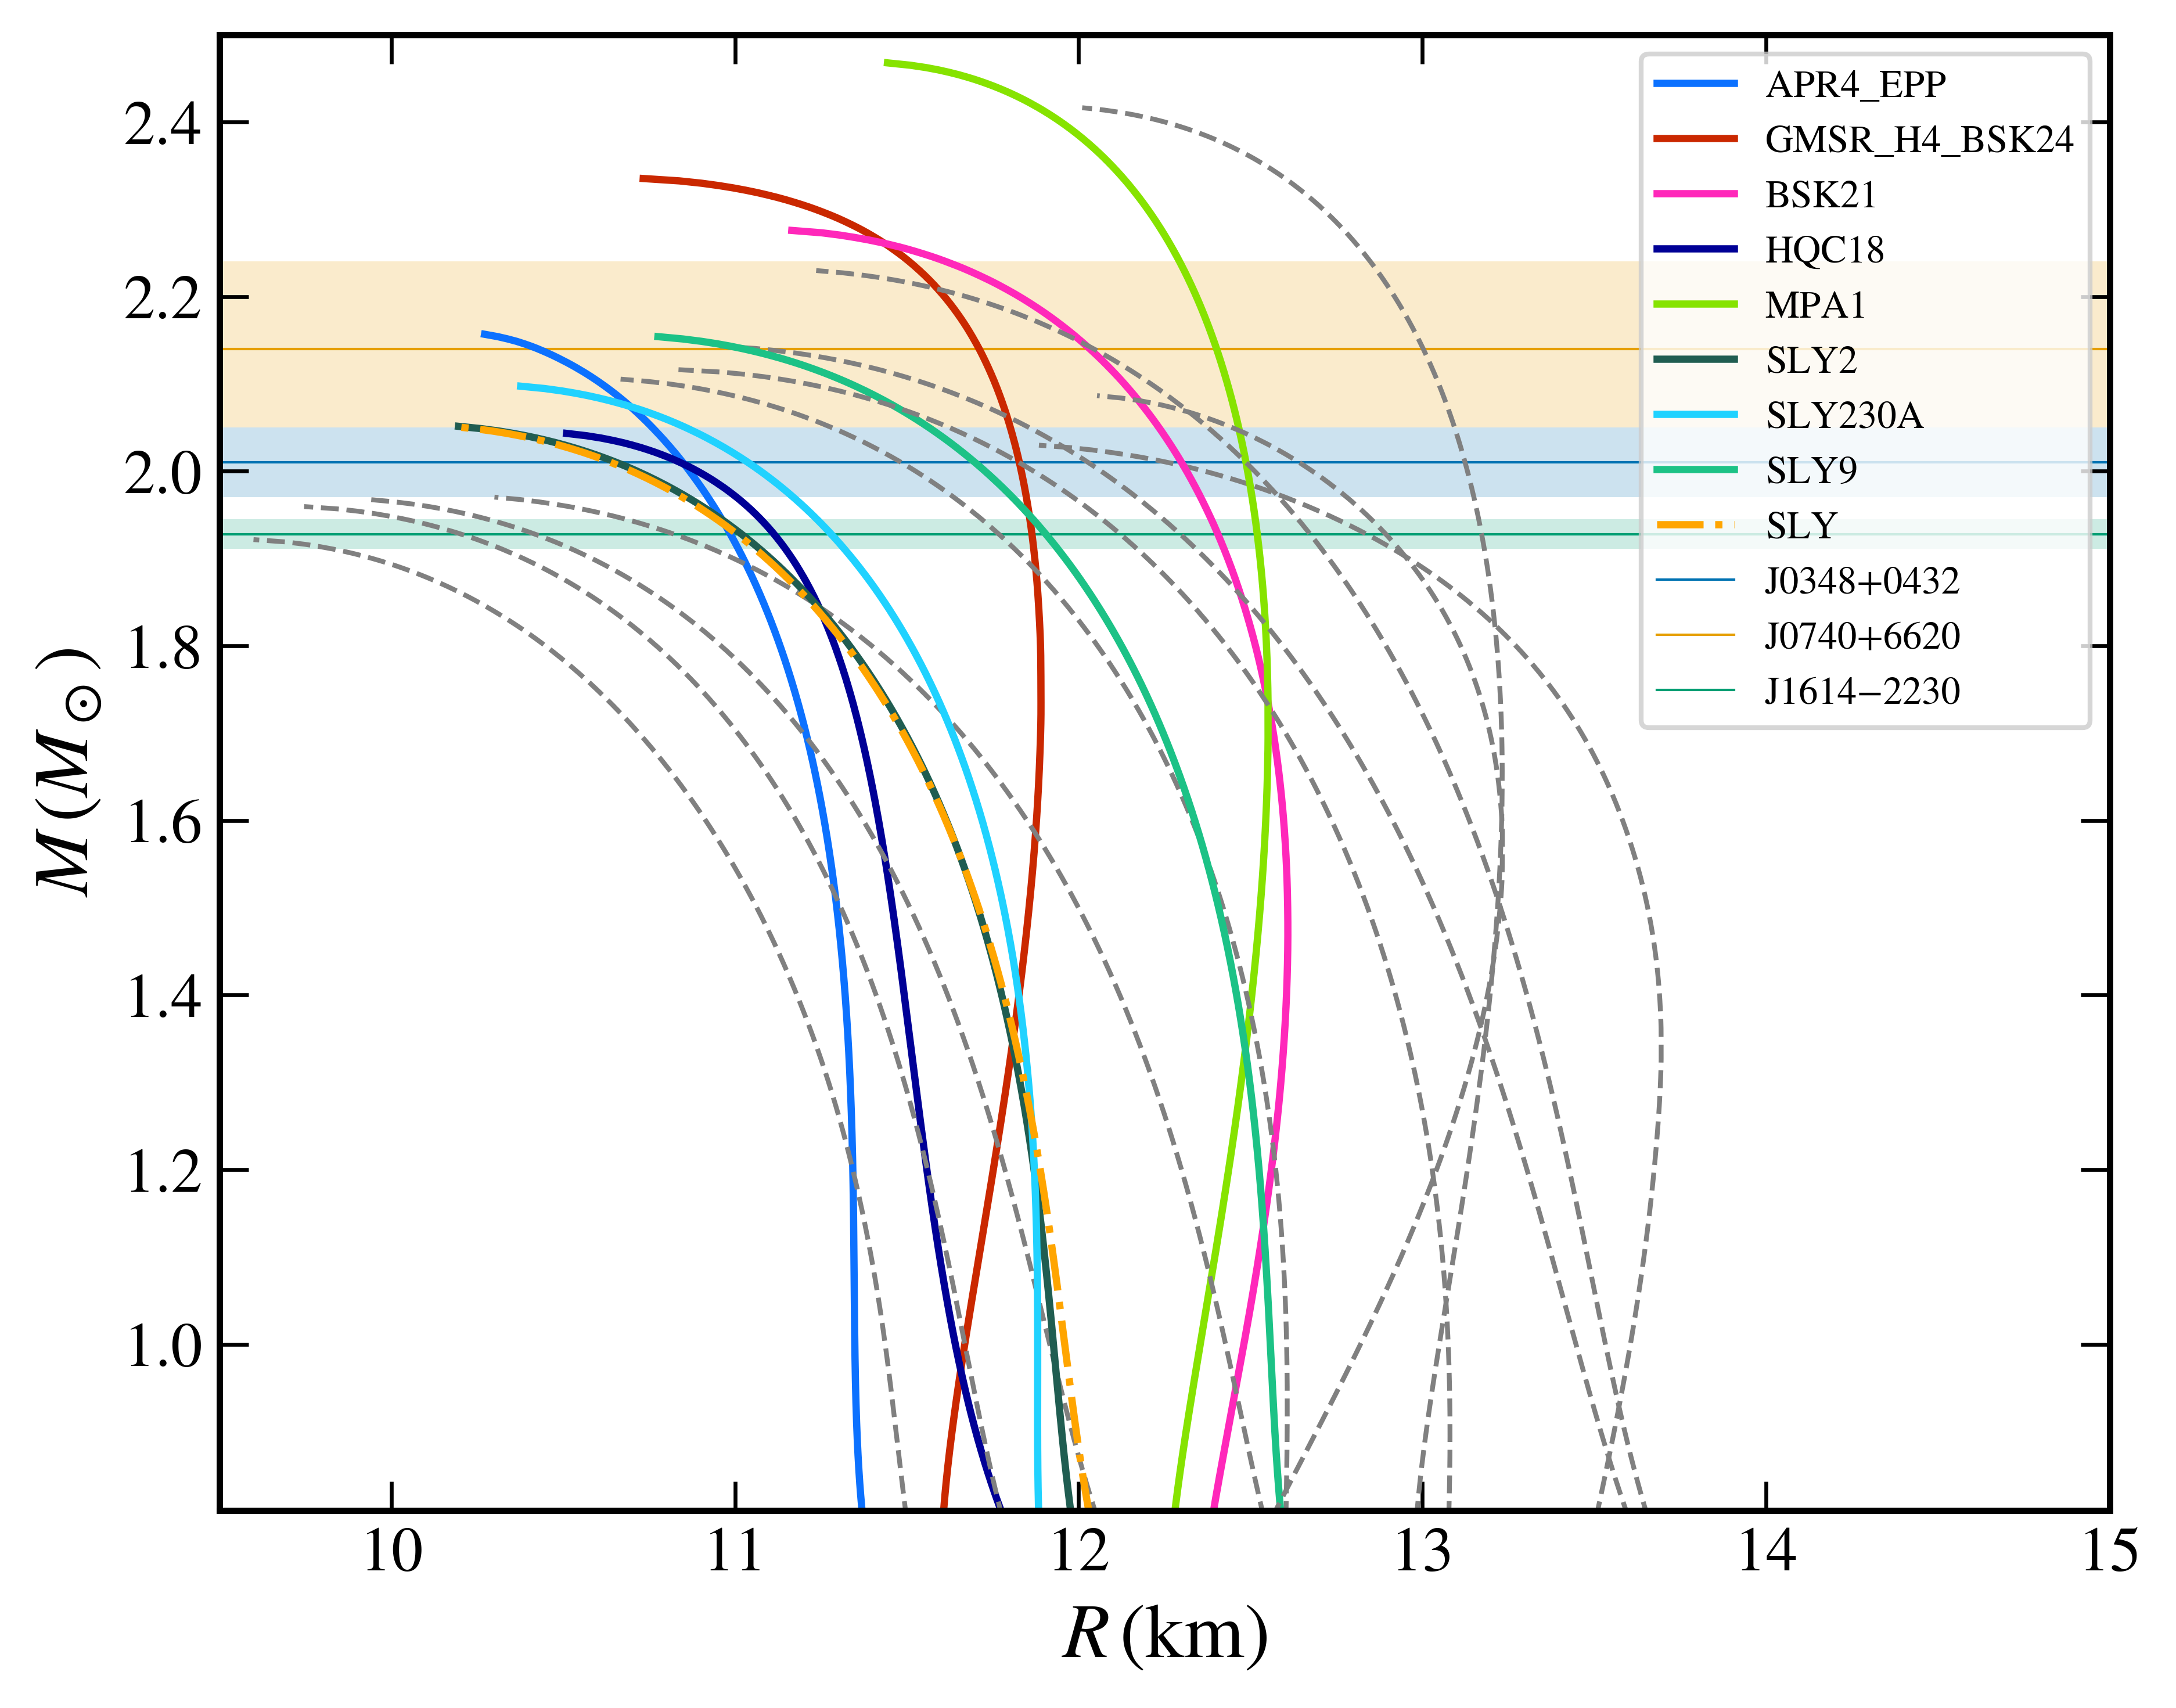 M (M⊙)
2.4
2.2
2.0
1.8
1.6
1.4
1.2
1.0
10
11
12
13
14
15
R (km)
APR4_EPP
GMSR_H4_BSK24
BSK21
HQC18
MPA1
SLY2
SLY230A
SLY9
SLY
J0348+0432
J0740+6620
J1614−2230